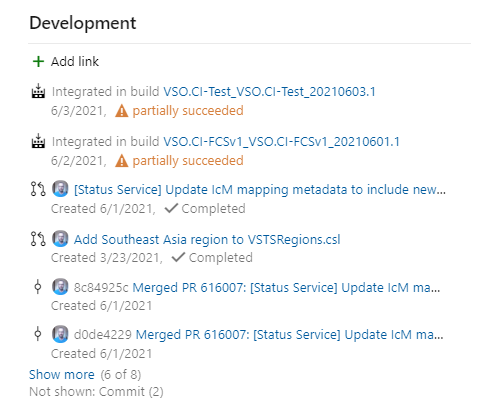 Development
Add link
Integrated in build VSO.CI-Test_VSO.CI-Test_20210603.1
6/3/2021, partially succeeded
Integrated in build VSO.CI-FCSv1_VSO.CI-FCSv1_20210601.1
6/2/2021, partially succeeded
[Status Service] Update IcM mapping metadata to include new...
Created 6/1/2021, Completed
Add Southeast Asia region to VSTSRegions.csl
Created 3/23/2021, Completed
8c84925c Merged PR 616007: [Status Service] Update IcM ma...
Created 6/1/2021
d0de4229 Merged PR 616007: [Status Service] Update IcM ma...
Created 6/1/2021
Show more (6 of 8)
Not shown: Commit (2)